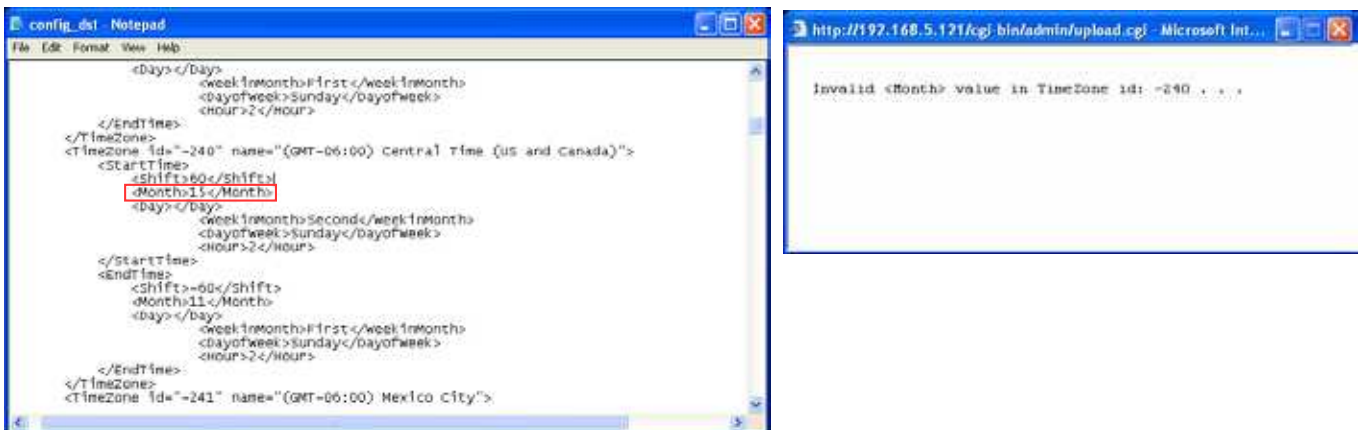 config_dst - Notepad
File Edit Format View Help
<Day></Day>
<WeekInMonth>First</WeekInMonth>
<DayofWeek>Sunday</DayofWeek>
<Hour>2</Hour>
</EndTime>
</TimeZone>
<TimeZone id="-240" name="(GMT-06:00) Central Time (US and Canada)">
<StartTime>
<Shift>60</Shift>
<Month>15</Month>
<Day></Day>
<WeekInMonth>Second</WeekInMonth>
<DayofWeek>Sunday</DayofWeek>
<Hour>2</Hour>
</StartTime>
<EndTime>
<Shift>-60</Shift>
<Month>11</Month>
<Day></Day>
<WeekInMonth>First</WeekInMonth>
<DayofWeek>Sunday</DayofWeek>
<Hour>2</Hour>
</EndTime>
</TimeZone>
<TimeZone id="-241" name="(GMT-06:00) Mexico City">
http://192.168.5.121/cgi-bin/admin/upload.cgi - Microsoft Int...
Invalid <Month> value in TimeZone id: -240 . . .